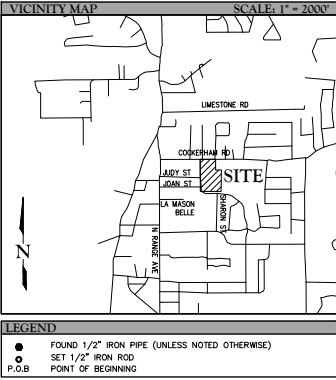 VICINITY MAP SCALE: 1" = 2000'
LIMESTONE RD
COCKERHAM RD
JUDY ST
SITE
JOAN ST
LA MASON
BELLE
SHARON ST
N RANGE AVE
N
LEGEND
FOUND 1/2" IRON PIPE (UNLESS NOTED OTHERWISE)
SET 1/2" IRON ROD
P.O.B POINT OF BEGINNING